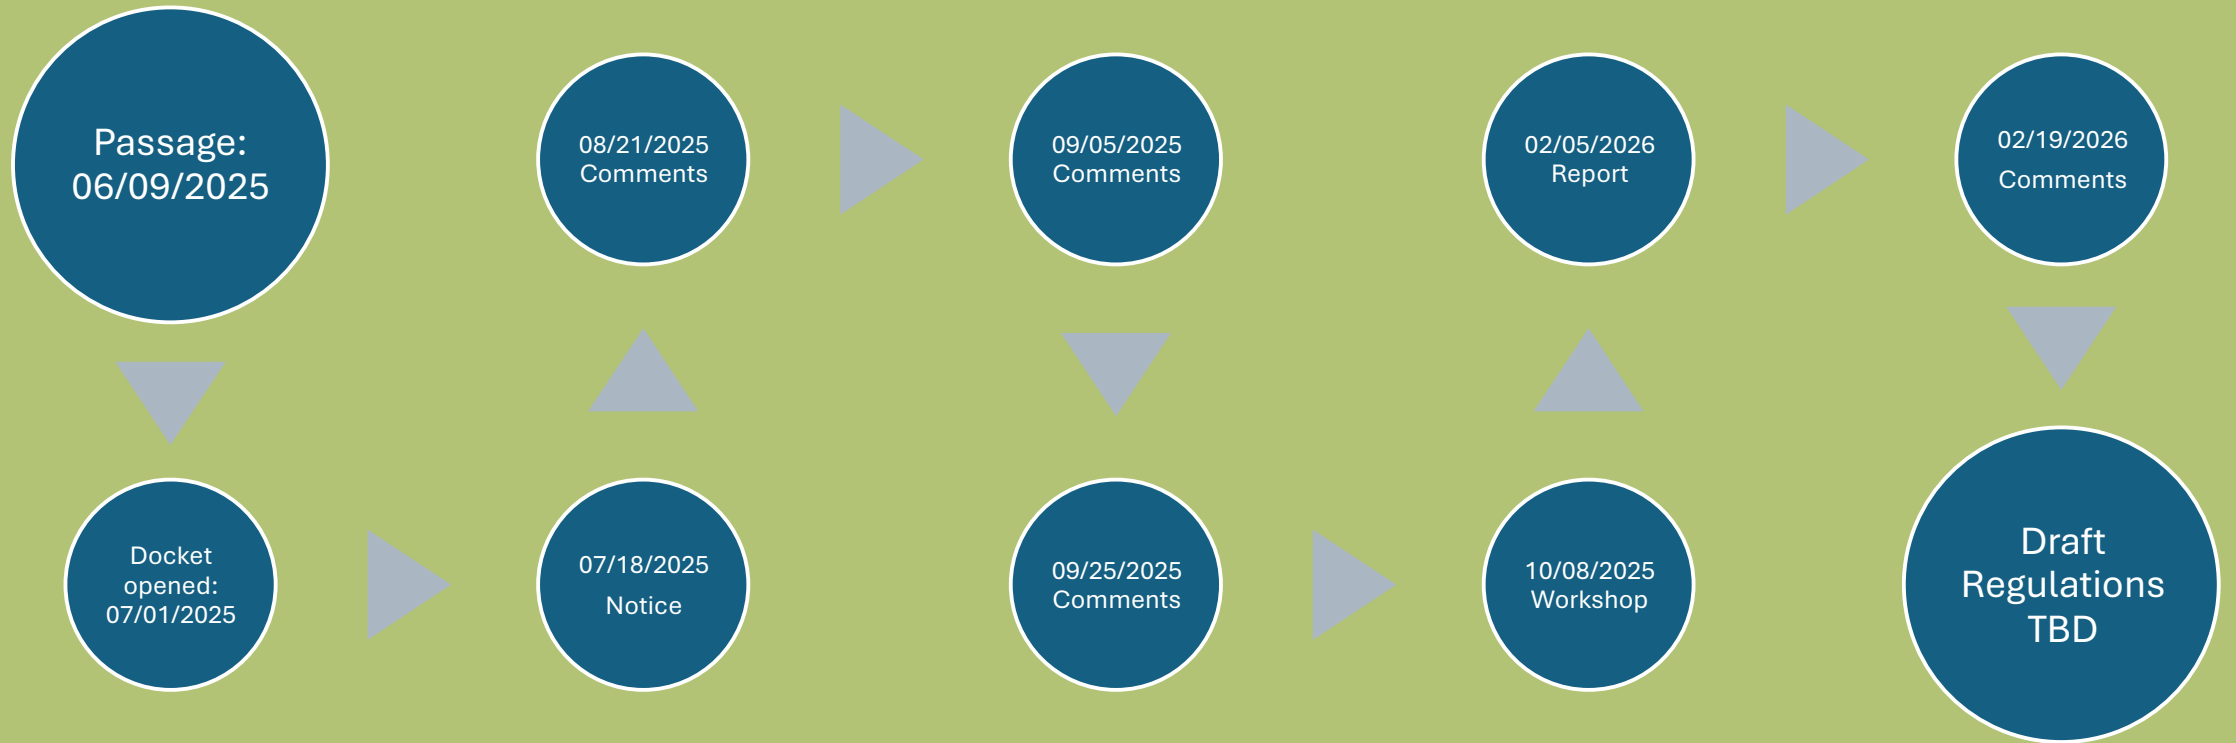 Passage:
06/09/2025
Docket
opened:
07/01/2025
07/18/2025
Notice
08/21/2025
Comments
09/05/2025
Comments
09/25/2025
Comments
10/08/2025
Workshop
02/05/2026
Report
02/19/2026
Comments
Draft
Regulations
TBD